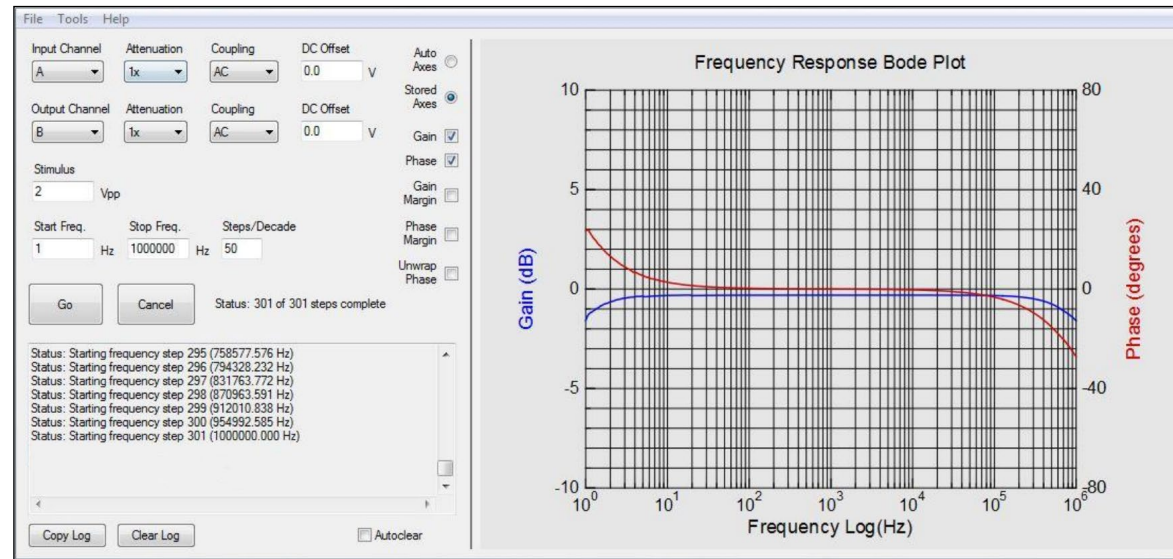 File Tools Help
Input Channel Attenuation Coupling DC Offset
A 1x AC 0.0 V
Output Channel Attenuation Coupling DC Offset
B 1x AC 0.0 V
Stimulus
2 Vpp
Start Freq. Stop Freq. Steps/Decade
1 Hz 1000000 Hz 50
Go Cancel Status: 301 of 301 steps complete
Auto
Axes
Stored
Axes
Gain
Phase
Gain
Margin
Phase
Margin
Unwrap
Phase
Status: Starting frequency step 295 (758577.576 Hz)
Status: Starting frequency step 296 (794328.232 Hz)
Status: Starting frequency step 297 (831763.772 Hz)
Status: Starting frequency step 298 (870963.591 Hz)
Status: Starting frequency step 299 (912010.838 Hz)
Status: Starting frequency step 300 (954992.585 Hz)
Status: Starting frequency step 301 (1000000.000 Hz)
Copy Log Clear Log Autoclear
Frequency Response Bode Plot
10 80
5 40
0 0
-5 -40
-10 -80
Gain (dB)
Phase (degrees)
10^0 10^1 10^2 10^3 10^4 10^5 10^6
Frequency Log(Hz)